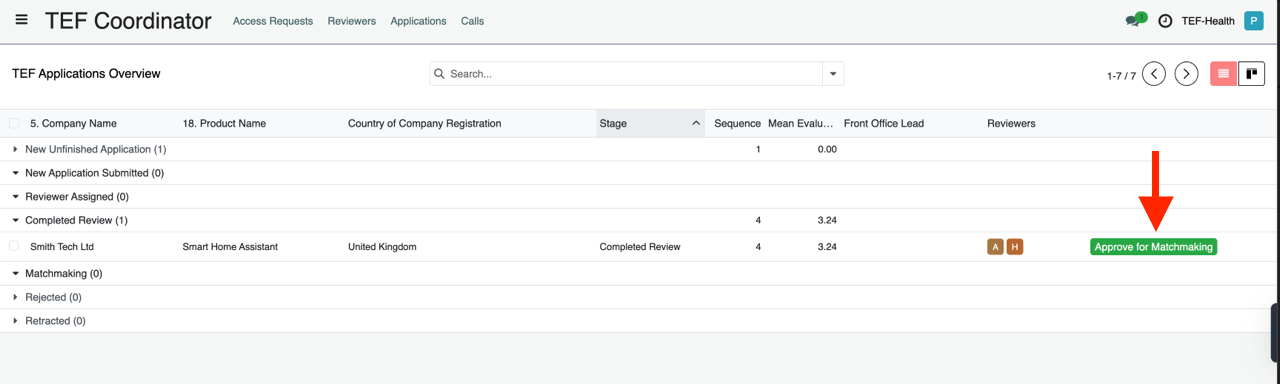 TEF Coordinator Access Requests Reviewers Applications Calls 1 TEF-Health P
TEF Applications Overview Search... 1-7 / 7
5. Company Name 18. Product Name Country of Company Registration Stage Sequence Mean Evalu... Front Office Lead Reviewers
New Unfinished Application (1) 1 0.00
New Application Submitted (0)
Reviewer Assigned (0)
Completed Review (1) 4 3.24
Smith Tech Ltd Smart Home Assistant United Kingdom Completed Review 4 3.24 A H Approve for Matchmaking
Matchmaking (0)
Rejected (0)
Retracted (0)